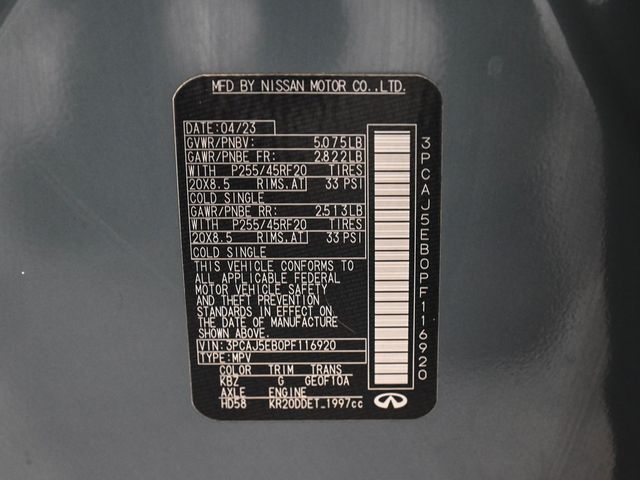 MFD BY NISSAN MOTOR CO.,LTD.
DATE: 04/23
GVWR/PNBV: 5,075LB
GAWR/PNBE FR: 2,822LB
WITH P255/45RF20 TIRES
20X8.5 RIMS.AT 33 PSI
COLD SINGLE
GAWR/PNBE RR: 2,513LB
WITH P255/45RF20 TIRES
20X8.5 RIMS.AT 33 PSI
COLD SINGLE
THIS VEHICLE CONFORMS TO
ALL APPLICABLE FEDERAL
MOTOR VEHICLE SAFETY
AND THEFT PREVENTION
STANDARDS IN EFFECT ON
THE DATE OF MANUFACTURE
SHOWN ABOVE.
VIN: 3PCAJ5EB0PF116920
TYPE: MPV
COLOR TRIM TRANS
KBZ G GE0F10A
AXLE ENGINE
HD58 KR20DDET_1997cc
3PCAJ5EB0PF116920